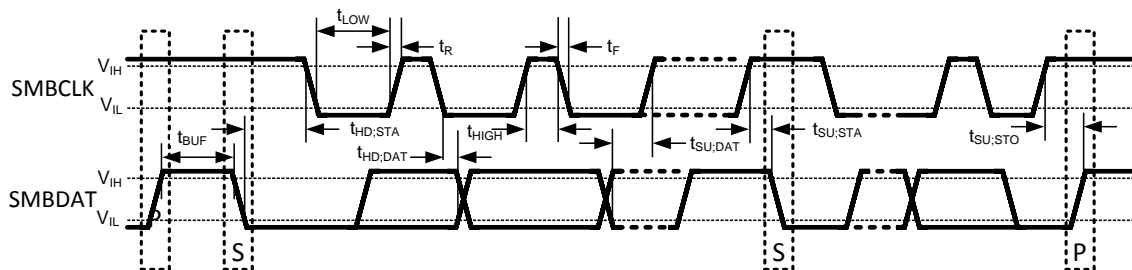 tLOW
tR
tF
VIH
SMBCLK
VIL
tHD;STA
tHIGH
tSU;DAT
tSU;STA
tSU;STO
tBUF
tHD;DAT
VIH
SMBDAT
VIL
P
S
S
P